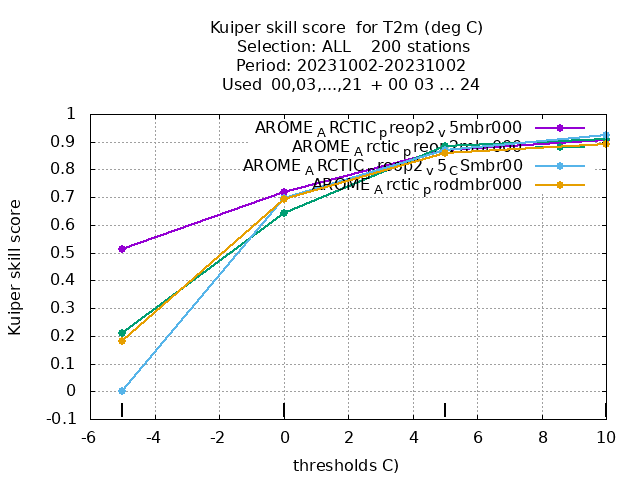 Kuiper skill score for T2m (deg C)
Selection: ALL 200 stations
Period: 20231002-20231002
Used 00,03,...,21 + 00 03 ... 24
Kuiper skill score
1
0.9
0.8
0.7
0.6
0.5
0.4
0.3
0.2
0.1
0
-0.1
AROME_ARCTIC_preop2_v5mbr000
AROME_Arctic_preop2mbr000
AROME_ARCTIC_preop2_v5_CSmbr00
AROME_Arctic_prodmbr000
-6 -4 -2 0 2 4 6 8 10
thresholds C)